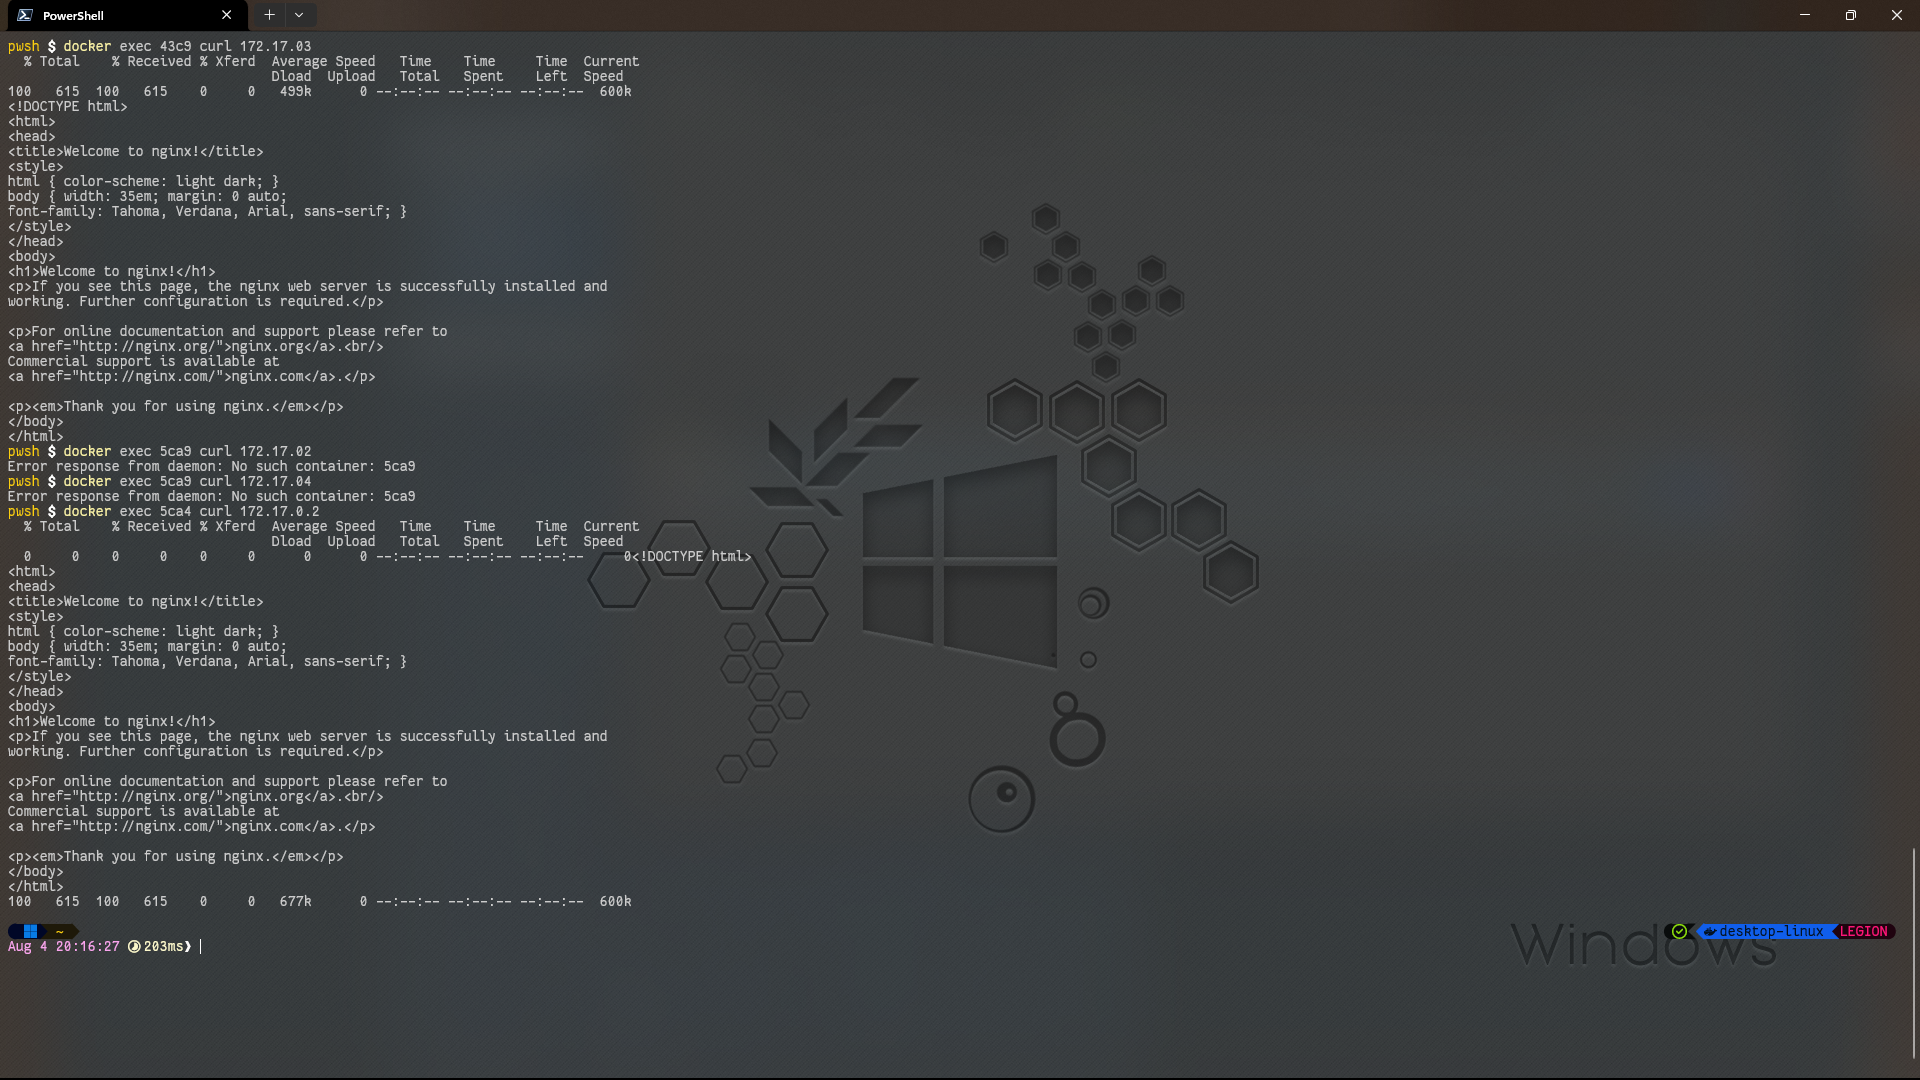 PowerShell
pwsh $ docker exec 43c9 curl 172.17.03
% Total % Received % Xferd Average Speed Time Time Time Current
Dload Upload Total Spent Left Speed
100 615 100 615 0 0 499k 0 --:--:-- --:--:-- --:--:-- 600k
<!DOCTYPE html>
<html>
<head>
<title>Welcome to nginx!</title>
<style>
html { color-scheme: light dark; }
body { width: 35em; margin: 0 auto;
font-family: Tahoma, Verdana, Arial, sans-serif; }
</style>
</head>
<body>
<h1>Welcome to nginx!</h1>
<p>If you see this page, the nginx web server is successfully installed and
working. Further configuration is required.</p>
<p>For online documentation and support please refer to
<a href="http://nginx.org/">nginx.org</a>.<br/>
Commercial support is available at
<a href="http://nginx.com/">nginx.com</a>.</p>
<p><em>Thank you for using nginx.</em></p>
</body>
</html>
pwsh $ docker exec 5ca9 curl 172.17.02
Error response from daemon: No such container: 5ca9
pwsh $ docker exec 5ca9 curl 172.17.04
Error response from daemon: No such container: 5ca9
pwsh $ docker exec 5ca4 curl 172.17.0.2
% Total % Received % Xferd Average Speed Time Time Time Current
Dload Upload Total Spent Left Speed
0 0 0 0 0 0 0 0 --:--:-- --:--:-- --:--:-- 0<!DOCTYPE html>
<html>
<head>
<title>Welcome to nginx!</title>
<style>
html { color-scheme: light dark; }
body { width: 35em; margin: 0 auto;
font-family: Tahoma, Verdana, Arial, sans-serif; }
</style>
</head>
<body>
<h1>Welcome to nginx!</h1>
<p>If you see this page, the nginx web server is successfully installed and
working. Further configuration is required.</p>
<p>For online documentation and support please refer to
<a href="http://nginx.org/">nginx.org</a>.<br/>
Commercial support is available at
<a href="http://nginx.com/">nginx.com</a>.</p>
<p><em>Thank you for using nginx.</em></p>
</body>
</html>
100 615 100 615 0 0 677k 0 --:--:-- --:--:-- --:--:-- 600k
~ desktop-linux LEGION
Aug 4 20:16:27 203ms❯
Windows